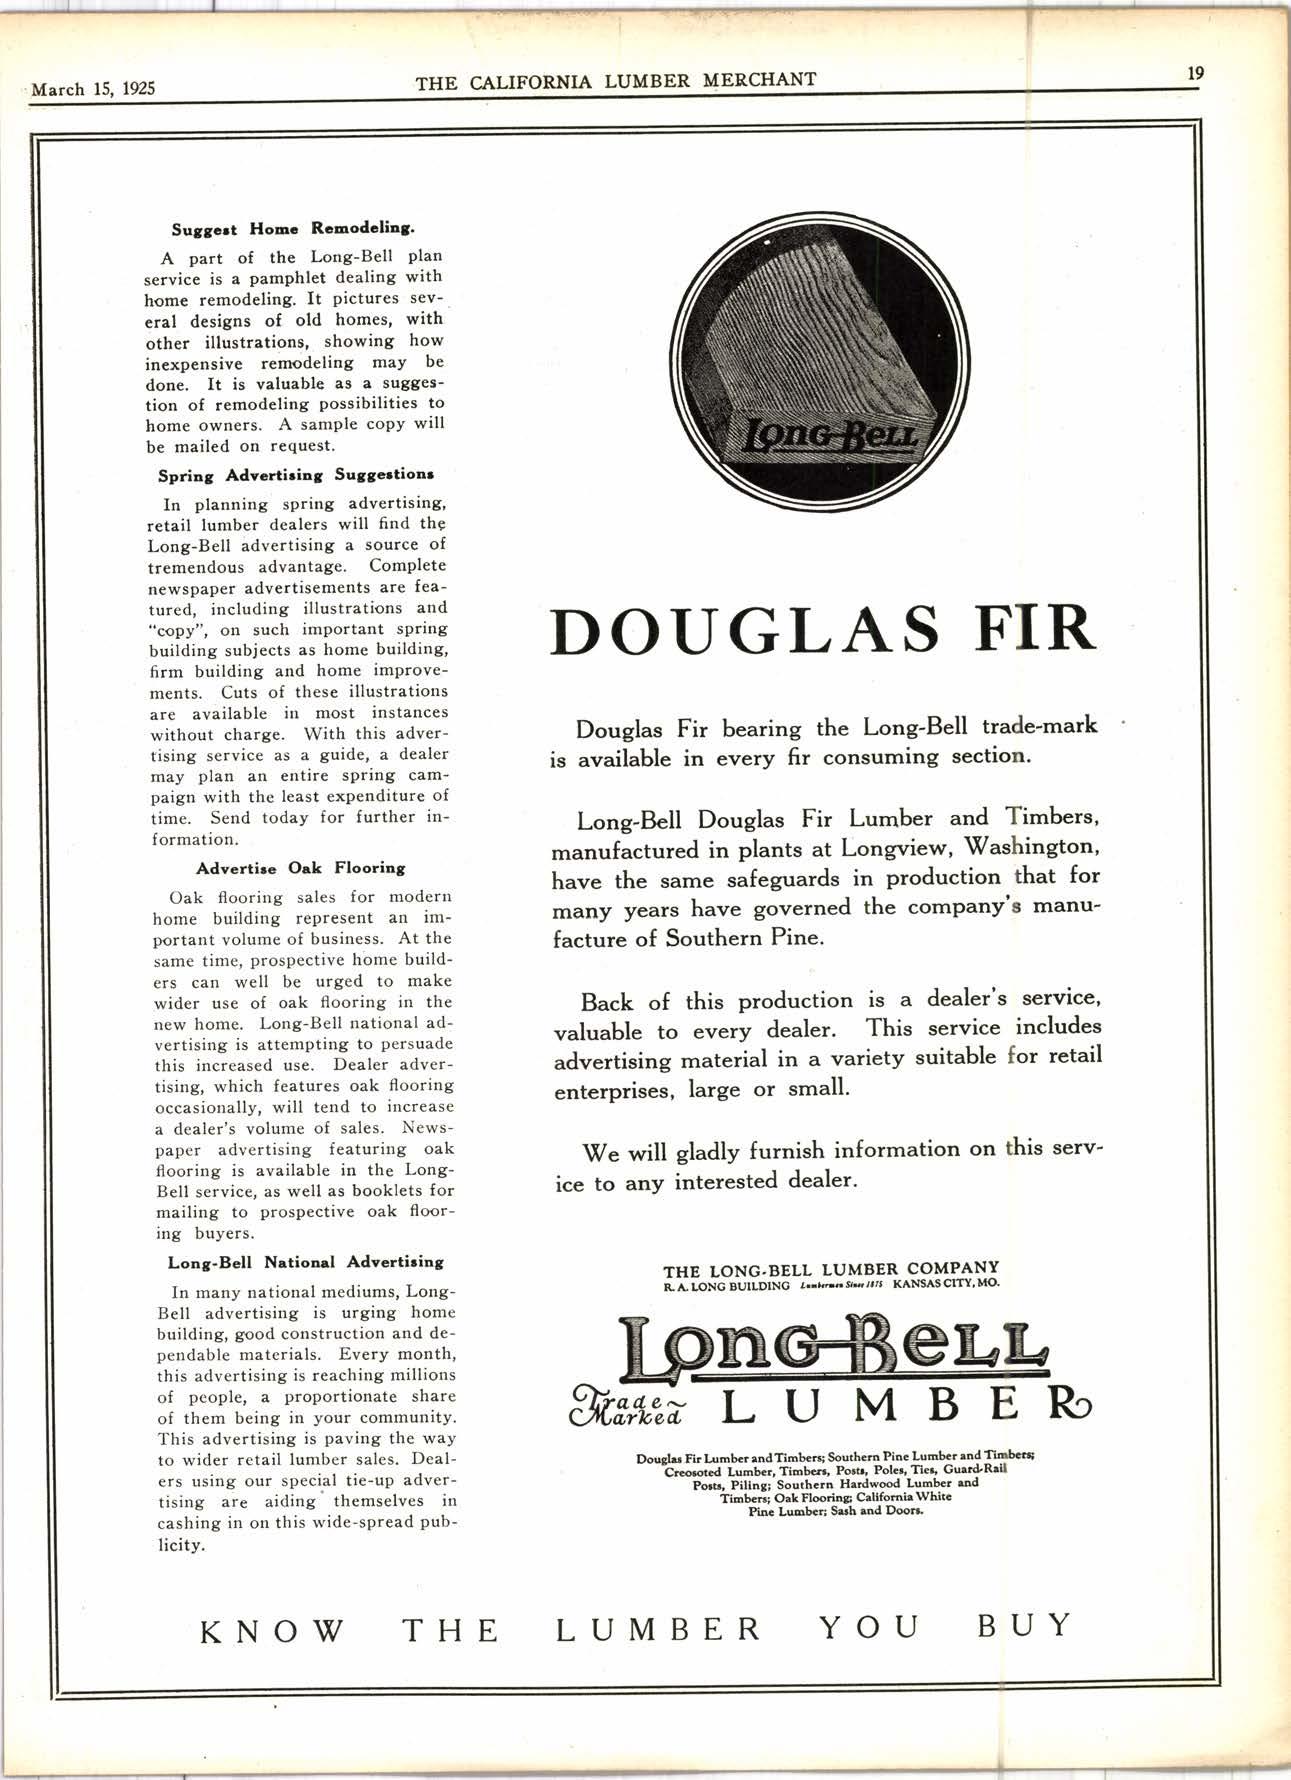 March 15, 1925
THE CALIFORNIA LUMBER MERCHANT
19
Suggest Home Remodeling.
A part of the Long-Bell plan
service is a pamphlet dealing with
home remodeling. It pictures sev-
eral designs of old homes, with
other illustrations, showing how
inexpensive remodeling may be
done. It is valuable as a sugges-
tion of remodeling possibilities to
home owners. A sample copy will
be mailed on request.
Spring Advertising Suggestions
In planning spring advertising,
retail lumber dealers will find the
Long-Bell advertising a source of
tremendous advantage. Complete
newspaper advertisements are fea-
tured, including illustrations and
“copy”, on such important spring
building subjects as home building,
firm building and home improve-
ments. Cuts of these illustrations
are available in most instances
without charge. With this adver-
tising service as a guide, a dealer
may plan an entire spring cam-
paign with the least expenditure of
time. Send today for further in-
formation.
Advertise Oak Flooring
Oak flooring sales for modern
home building represent an im-
portant volume of business. At the
same time, prospective home build-
ers can well be urged to make
wider use of oak flooring in the
new home. Long-Bell national ad-
vertising is attempting to persuade
this increased use. Dealer adver-
tising, which features oak flooring
occasionally, will tend to increase
a dealer's volume of sales. News-
paper advertising featuring oak
flooring is available in the Long-
Bell service, as well as booklets for
mailing to prospective oak floor-
ing buyers.
Long-Bell National Advertising
In many national mediums, Long-
Bell advertising is urging home
building, good construction and de-
pendable materials. Every month,
this advertising is reaching millions
of people, a proportionate share
of them being in your community.
This advertising is paving the way
to wider retail lumber sales. Deal-
ers using our special tie-up adver-
tising are aiding themselves in
cashing in on this wide-spread pub-
licity.
Long-Bell
DOUGLAS FIR
Douglas Fir bearing the Long-Bell trade-mark
is available in every fir consuming section.
Long-Bell Douglas Fir Lumber and Timbers,
manufactured in plants at Longview, Washington,
have the same safeguards in production that for
many years have governed the company's manu-
facture of Southern Pine.
Back of this production is a dealer's service,
valuable to every dealer. This service includes
advertising material in a variety suitable for retail
enterprises, large or small.
We will gladly furnish information on this serv-
ice to any interested dealer.
THE LONG-BELL LUMBER COMPANY
R. A. LONG BUILDING Lumbermen Since 1875 KANSAS CITY, MO.
Long-Bell
Trade Marked LUMBER
Douglas Fir Lumber and Timbers; Southern Pine Lumber and Timbers;
Creosoted Lumber, Timbers, Posts, Poles, Ties, Guard-Rail
Posts, Piling; Southern Hardwood Lumber and
Timbers; Oak Flooring; California White
Pine Lumber; Sash and Doors.
KNOW THE LUMBER YOU BUY